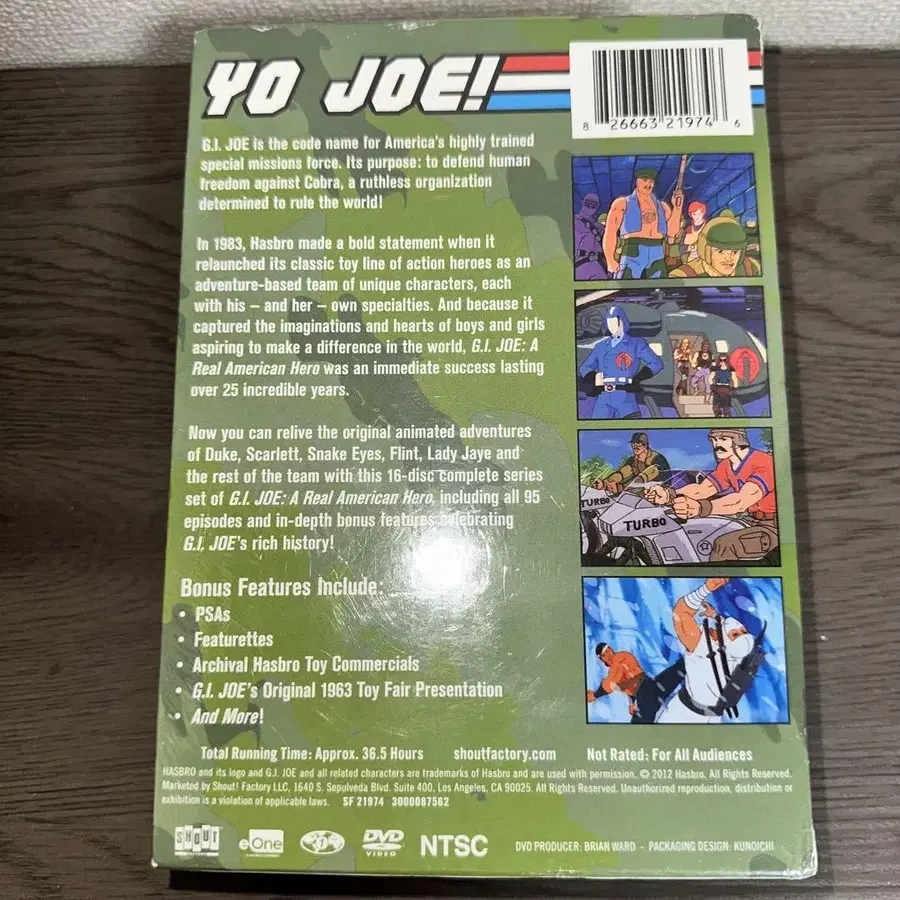 YO JOE!
8 26663 21974 6
G.I. JOE is the code name for America's highly trained
special missions force. Its purpose: to defend human
freedom against Cobra, a ruthless organization
determined to rule the world!
In 1983, Hasbro made a bold statement when it
relaunched its classic toy line of action heroes as an
adventure-based team of unique characters, each
with his – and her – own specialties. And because it
captured the imaginations and hearts of boys and girls
aspiring to make a difference in the world, G.I. JOE: A
Real American Hero was an immediate success lasting
over 25 incredible years.
Now you can relive the original animated adventures
of Duke, Scarlett, Snake Eyes, Flint, Lady Jaye and
the rest of the team with this 16-disc complete series
set of G.I. JOE: A Real American Hero, including all 95
episodes and in-depth bonus features celebrating
G.I. JOE's rich history!
TURBO
TURBO
Bonus Features Include:
• PSAs
• Featurettes
• Archival Hasbro Toy Commercials
• G.I. JOE's Original 1963 Toy Fair Presentation
• And More!
Total Running Time: Approx. 36.5 Hours shoutfactory.com Not Rated: For All Audiences
HASBRO and its logo and G.I. JOE and all related characters are trademarks of Hasbro and are used with permission. © 2012 Hasbro. All Rights Reserved.
Marketed by Shout! Factory LLC, 1640 S. Sepulveda Blvd. Suite 400, Los Angeles, CA 90025. All Rights Reserved. Unauthorized reproduction, distribution or
exhibition is a violation of applicable laws. SF 21974 3000087562
SHOUT eOne 1 DVD VIDEO NTSC DVD PRODUCER: BRIAN WARD - PACKAGING DESIGN: KUNOICHI